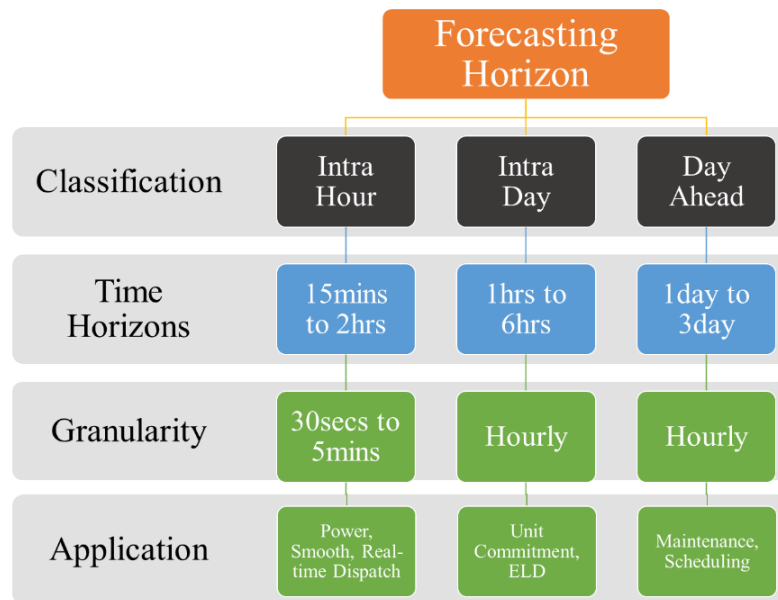 Forecasting
Horizon
Classification
Intra
Hour
Intra
Day
Day
Ahead
Time
Horizons
15mins
to 2hrs
1hrs to
6hrs
1day to
3day
Granularity
30secs to
5mins
Hourly
Hourly
Application
Power,
Smooth, Real-
time Dispatch
Unit
Commitment,
ELD
Maintenance,
Scheduling